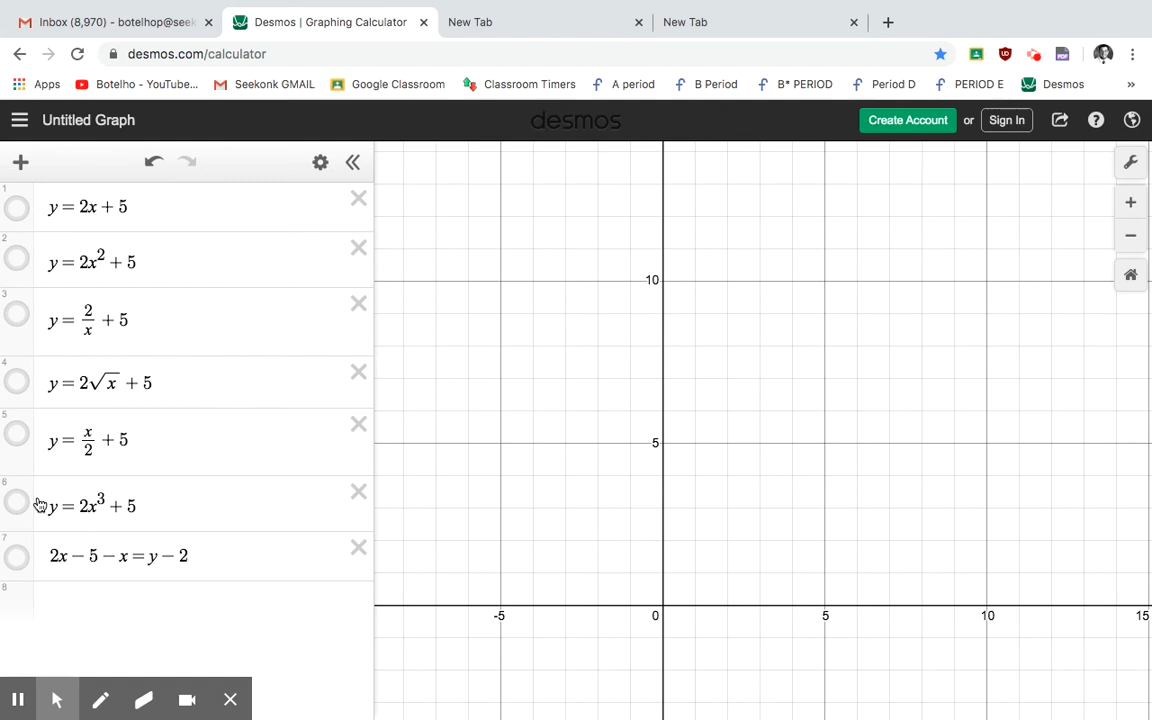 Inbox (8,970) - botelhop@seek
Desmos | Graphing Calculator
New Tab
New Tab
desmos.com/calculator
Apps
Botelho - YouTube...
Seekonk GMAIL
Google Classroom
Classroom Timers
A period
B Period
B* PERIOD
Period D
PERIOD E
Desmos
»
Untitled Graph
desmos
Create Account
or
Sign In
1
y = 2x + 5
2
y = 2x² + 5
3
y = 2/x + 5
4
y = 2√x + 5
5
y = x/2 + 5
6
y = 2x³ + 5
7
2x − 5 − x = y − 2
8
10
5
-5
0
5
10
15